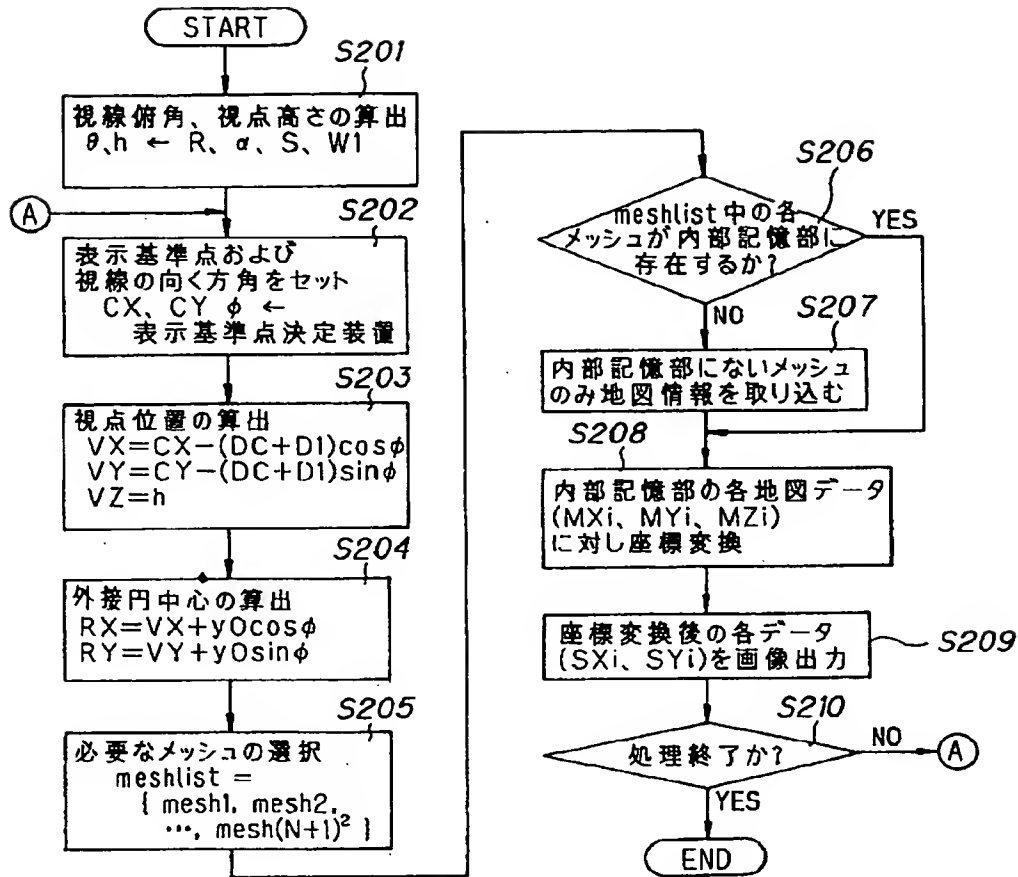 START
S201
視線俯角、視点高さの算出
θ、h ← R、α、S、W1
A
S202
表示基準点および
視線の向く方角をセット
CX、CY φ ←
表示基準点決定装置
S203
視点位置の算出
VX=CX-(DC+D1)cosφ
VY=CY-(DC+D1)sinφ
VZ=h
S204
外接円中心の算出
RX=VX+y0cosφ
RY=VY+y0sinφ
S205
必要なメッシュの選択
meshlist =
{ mesh1, mesh2,
…, mesh(N+1)² }
S206
meshlist中の各
メッシュが内部記憶部に
存在するか?
YES
NO
S207
内部記憶部にないメッシュ
のみ地図情報を取り込む
S208
内部記憶部の各地図データ
(MXi、MYi、MZi)
に対し座標変換
座標変換後の各データ
(SXi、SYi)を画像出力
S209
S210
処理終了か?
NO
A
YES
END